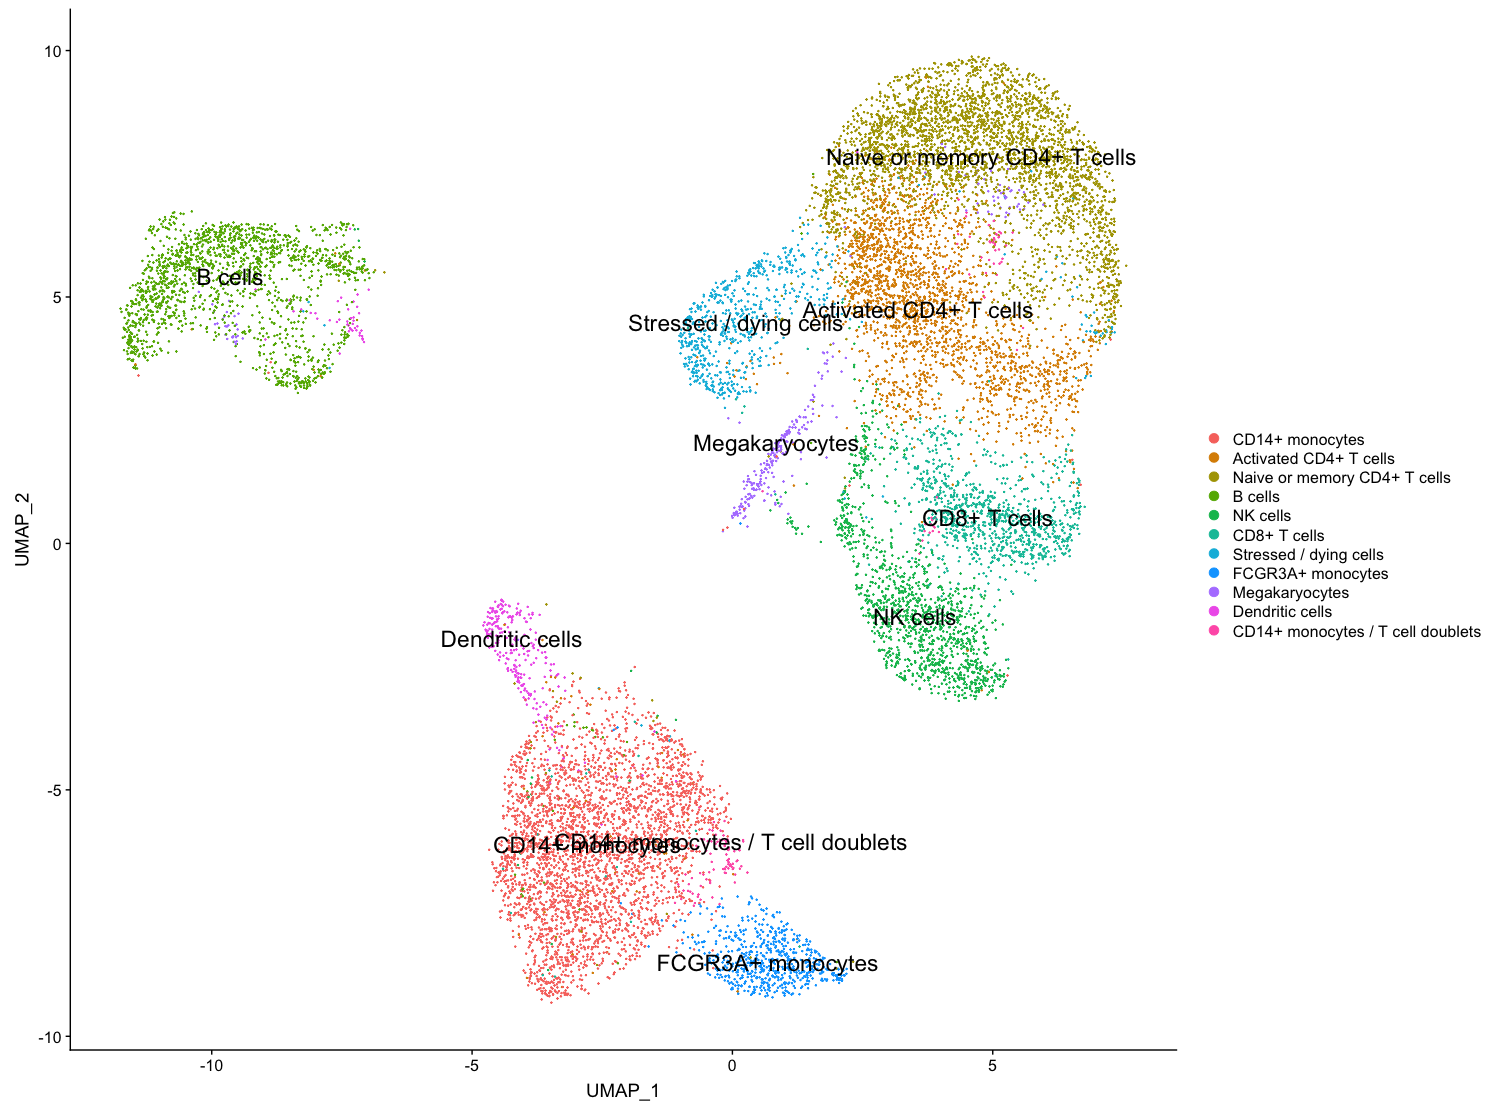 10
5
0
-5
-10
UMAP_2
-10
-5
0
5
UMAP_1
Naive or memory CD4+ T cells
B cells
Activated CD4+ T cells
Stressed / dying cells
Megakaryocytes
CD8+ T cells
NK cells
Dendritic cells
CD14+ monocytes
CD14+ monocytes / T cell doublets
FCGR3A+ monocytes
CD14+ monocytes
Activated CD4+ T cells
Naive or memory CD4+ T cells
B cells
NK cells
CD8+ T cells
Stressed / dying cells
FCGR3A+ monocytes
Megakaryocytes
Dendritic cells
CD14+ monocytes / T cell doublets